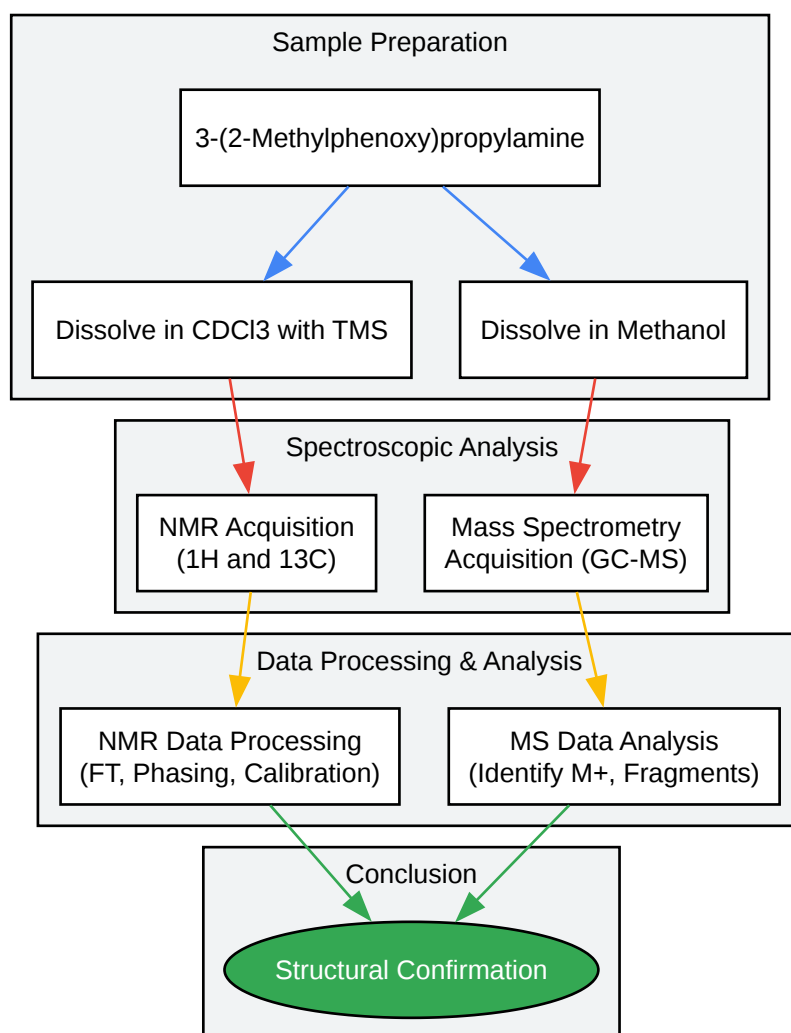 Sample Preparation
3-(2-Methylphenoxy)propylamine
Dissolve in CDCl3 with TMS
Dissolve in Methanol
Spectroscopic Analysis
NMR Acquisition
(1H and 13C)
Mass Spectrometry
Acquisition (GC-MS)
Data Processing & Analysis
NMR Data Processing
(FT, Phasing, Calibration)
MS Data Analysis
(Identify M+, Fragments)
Conclusion
Structural Confirmation